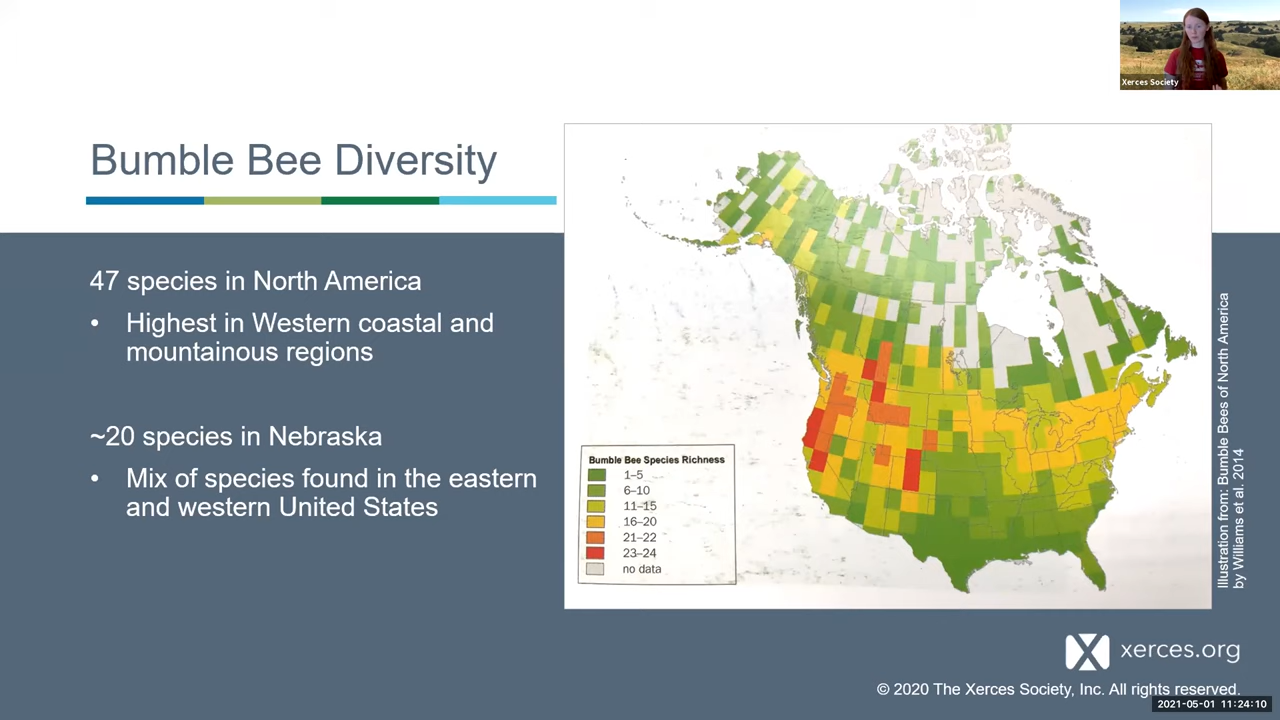 Xerces Society
Bumble Bee Diversity
47 species in North America
• Highest in Western coastal and
mountainous regions
~20 species in Nebraska
• Mix of species found in the eastern
and western United States
Bumble Bee Species Richness
1–5
6–10
11–15
16–20
21–22
23–24
no data
Illustration from: Bumble Bees of North America
by Williams et al. 2014
xerces.org
© 2020 The Xerces Society, Inc. All rights reserved.
2021-05-01 11:24:10